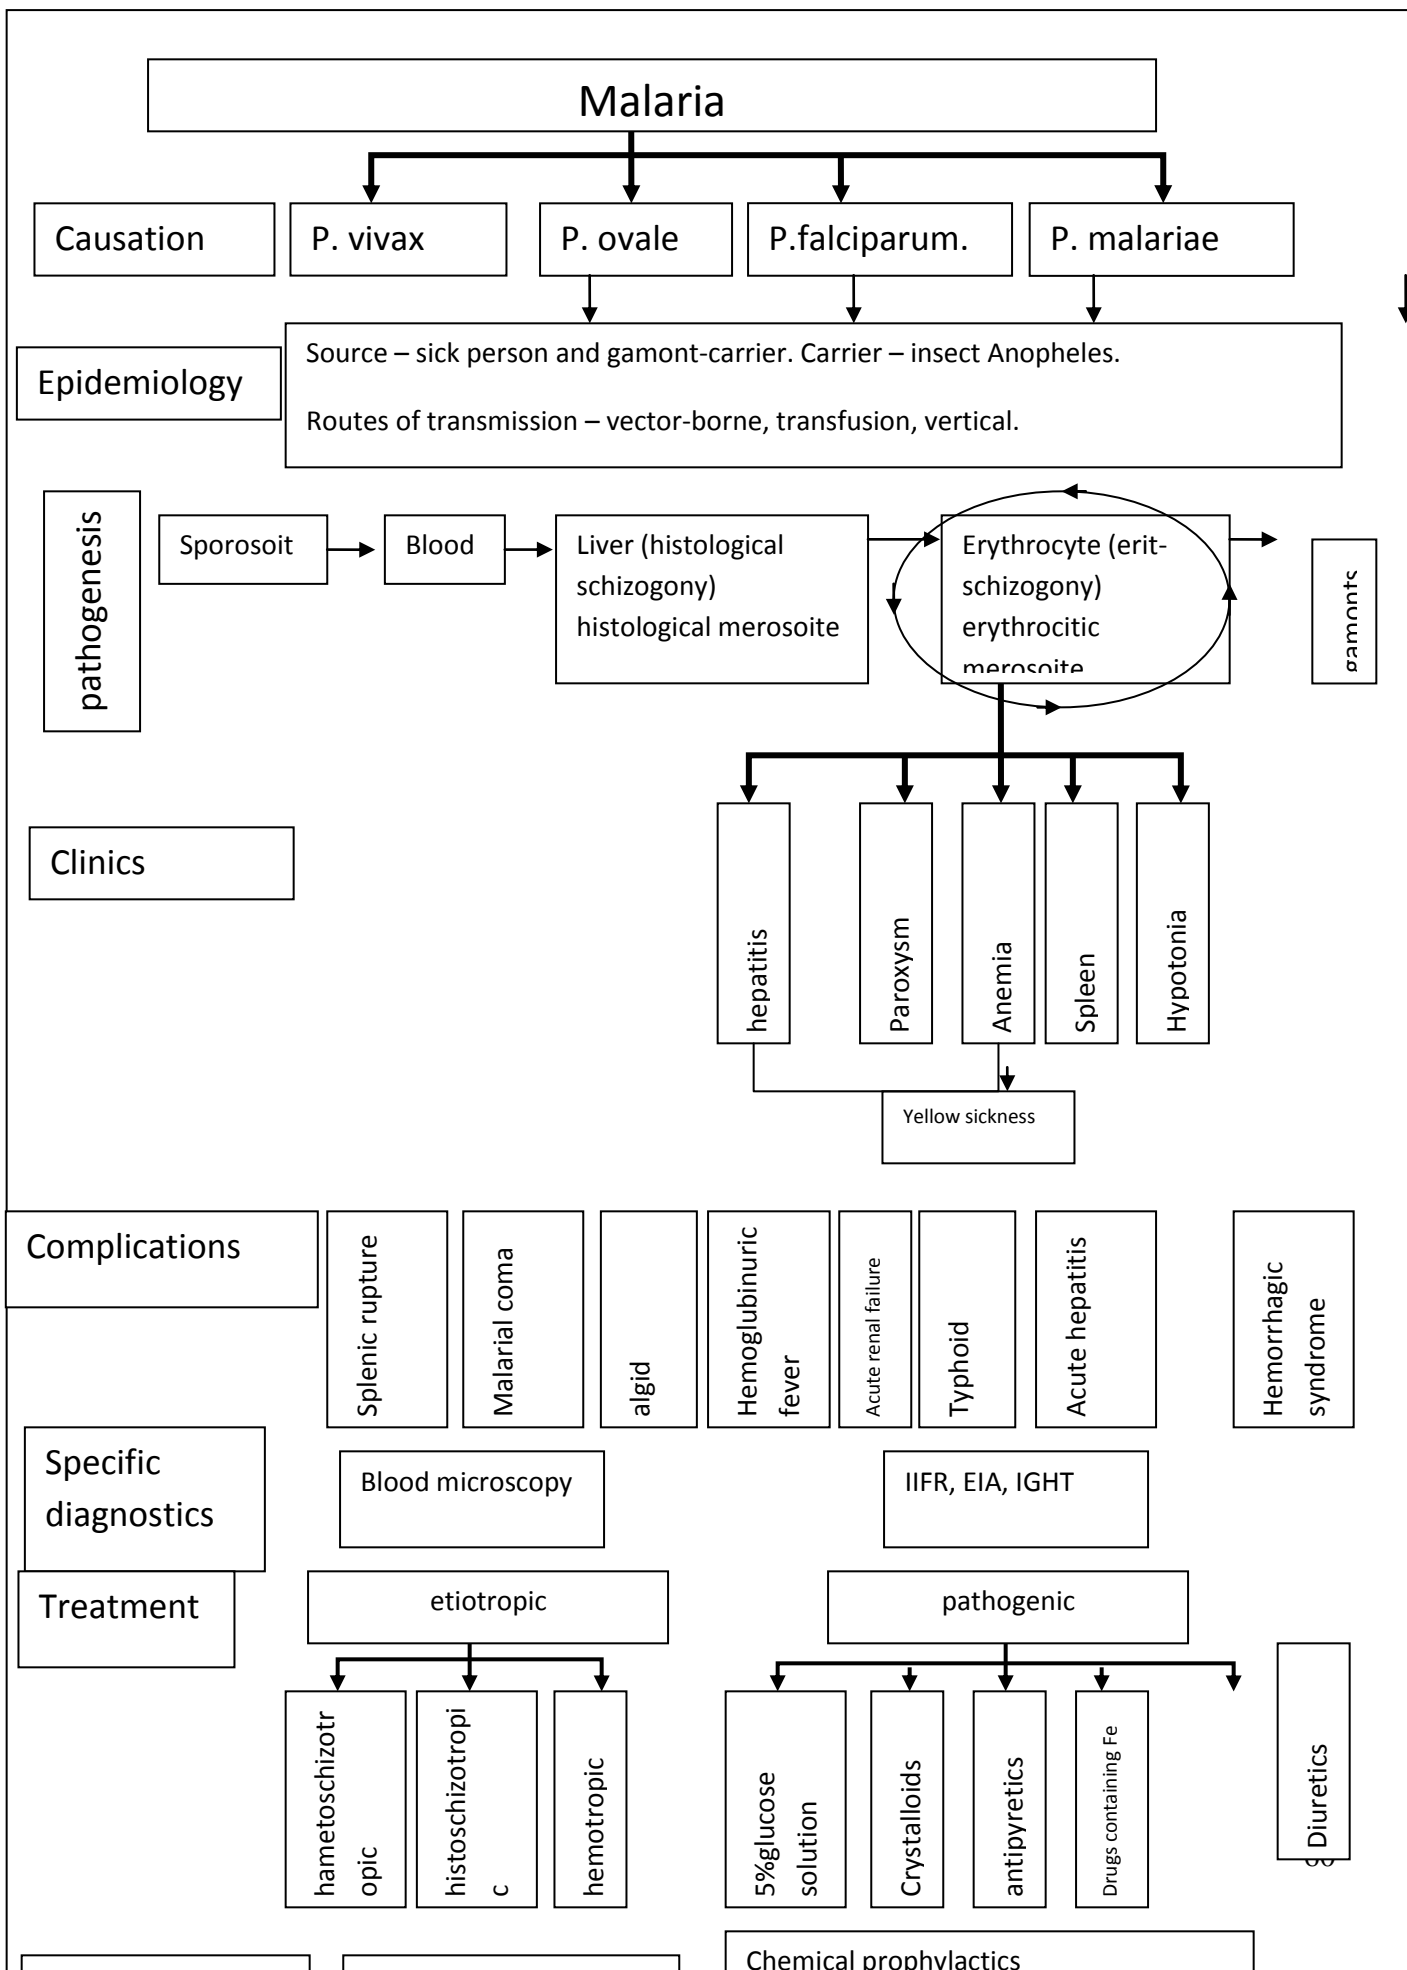 Malaria
Causation
P. vivax
P. ovale
P.falciparum.
P. malariae
Epidemiology
Source – sick person and gamont-carrier. Carrier – insect Anopheles.
Routes of transmission – vector-borne, transfusion, vertical.
pathogenesis
Sporosoit
Blood
Liver (histological
schizogony)
histological merosoite
Erythrocyte (erit-
schizogony)
erythrocitic
merosoite
gamonts
Clinics
hepatitis
Paroxysm
Anemia
Spleen
Hypotonia
Yellow sickness
Complications
Splenic rupture
Malarial coma
algid
Hemoglubinuric
fever
Acute renal failure
Typhoid
Acute hepatitis
Hemorrhagic
syndrome
Specific
diagnostics
Blood microscopy
IIFR, EIA, IGHT
Treatment
etiotropic
pathogenic
hametoschizotr
opic
histoschizotropi
c
hemotropic
5%glucose
solution
Crystalloids
antipyretics
Drugs containing Fe
Diuretics
Chemical prophylactics